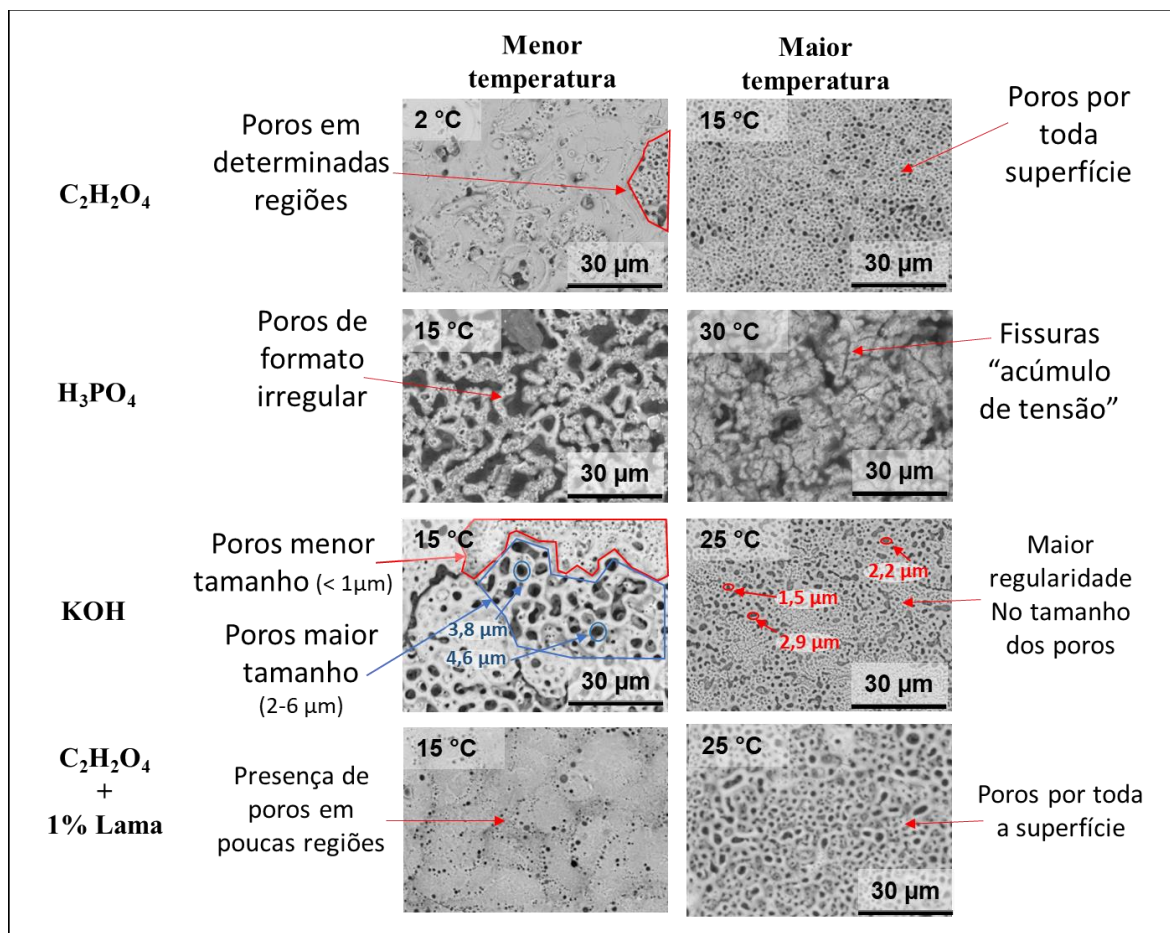 Menor
temperatura
Maior
temperatura
C₂H₂O₄
Poros em
determinadas
regiões
2 °C
30 µm
15 °C
30 µm
Poros por
toda
superfície
H₃PO₄
Poros de
formato
irregular
15 °C
30 µm
30 °C
30 µm
Fissuras
“acúmulo
de tensão”
KOH
Poros menor
tamanho (< 1µm)
Poros maior
tamanho
(2-6 µm)
15 °C
3,8 µm
4,6 µm
30 µm
25 °C
2,2 µm
1,5 µm
2,9 µm
30 µm
Maior
regularidade
No tamanho
dos poros
C₂H₂O₄
+
1% Lama
Presença de
poros em
poucas regiões
15 °C
30 µm
25 °C
30 µm
Poros por toda
a superfície